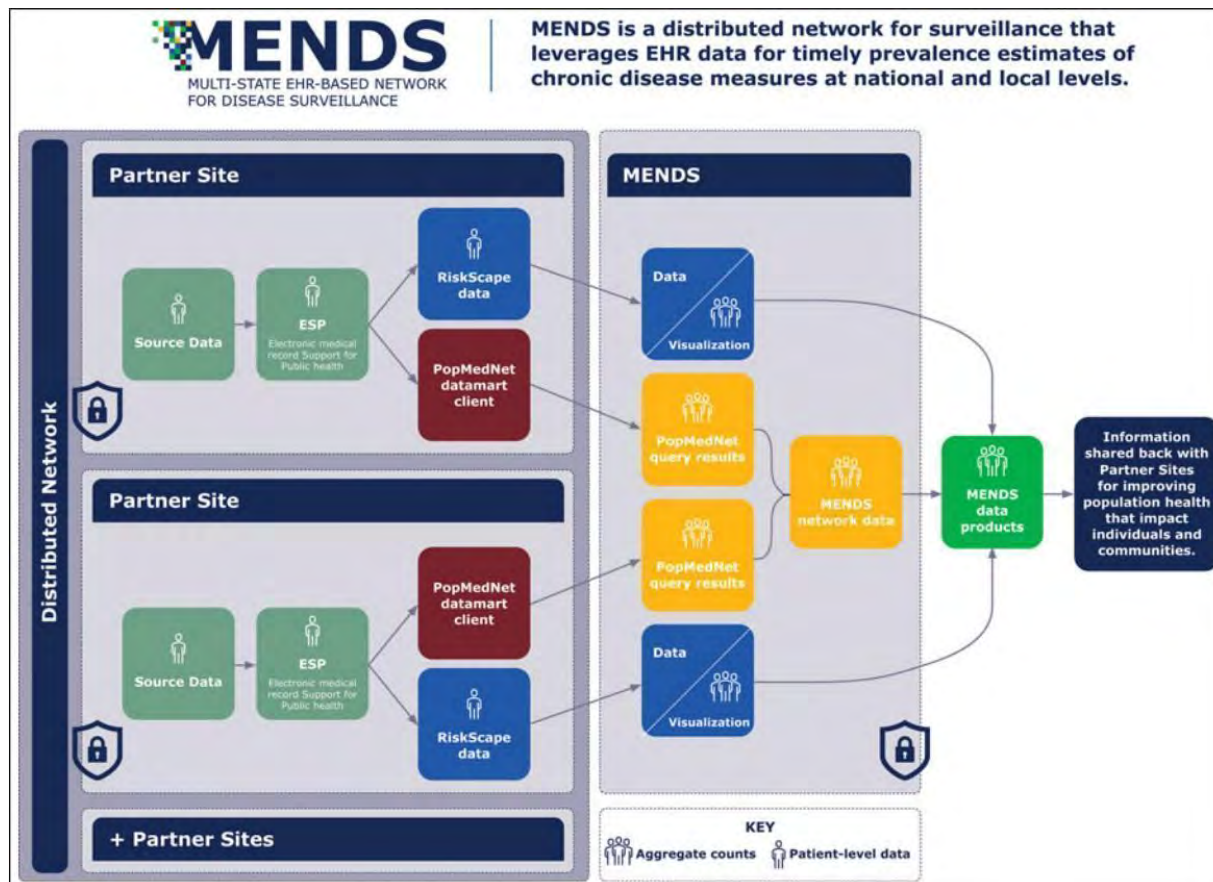 MENDS
MULTI-STATE EHR-BASED NETWORK
FOR DISEASE SURVEILLANCE
MENDS is a distributed network for surveillance that
leverages EHR data for timely prevalence estimates of
chronic disease measures at national and local levels.
Distributed Network
Partner Site
Source Data
ESP
Electronic medical
record Support for
Public health
RiskScape
data
PopMedNet
datamart
client
Partner Site
Source Data
ESP
Electronic medical
record Support for
Public health
PopMedNet
datamart
client
RiskScape
data
+ Partner Sites
MENDS
Data
Visualization
PopMedNet
query results
PopMedNet
query results
MENDS
network data
Data
Visualization
MENDS
data
products
Information
shared back with
Partner Sites
for improving
population health
that impact
individuals and
communities.
KEY
Aggregate counts
Patient-level data